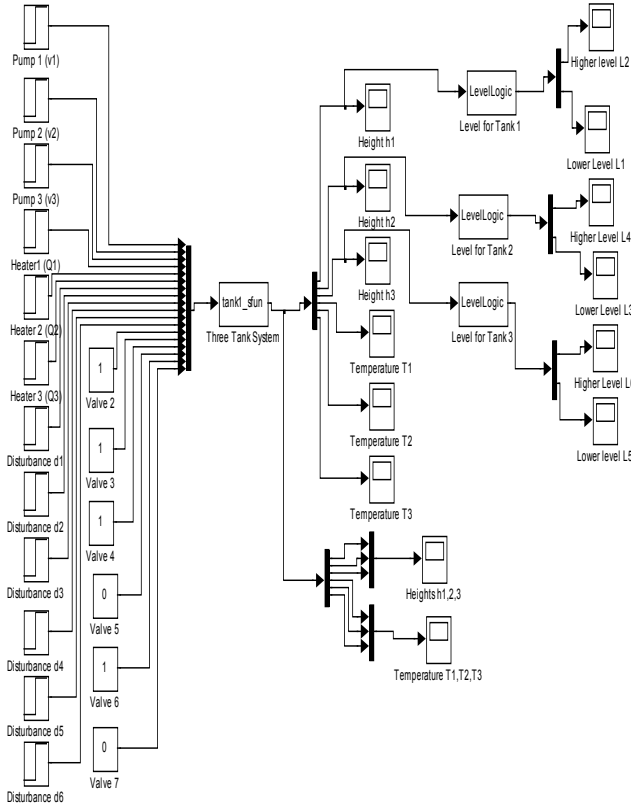 Pump 1 (v1)
Pump 2 (v2)
Pump 3 (v3)
Heater1 (Q1)
Heater 2 (Q2)
Heater 3 (Q3)
Disturbance d1
Disturbance d2
Disturbance d3
Disturbance d4
Disturbance d5
Disturbance d6
1
Valve 2
1
Valve 3
1
Valve 4
0
Valve 5
1
Valve 6
0
Valve 7
tank1_sfun
Three Tank System
Height h1
Height h2
Height h3
Temperature T1
Temperature T2
Temperature T3
Heights h1,2,3
Temperature T1,T2,T3
LevelLogic
Level for Tank 1
LevelLogic
Level for Tank 2
LevelLogic
Level for Tank 3
Higher level L2
Lower Level L1
Higher Level L4
Lower Level L3
Higher Level
Lower level L5